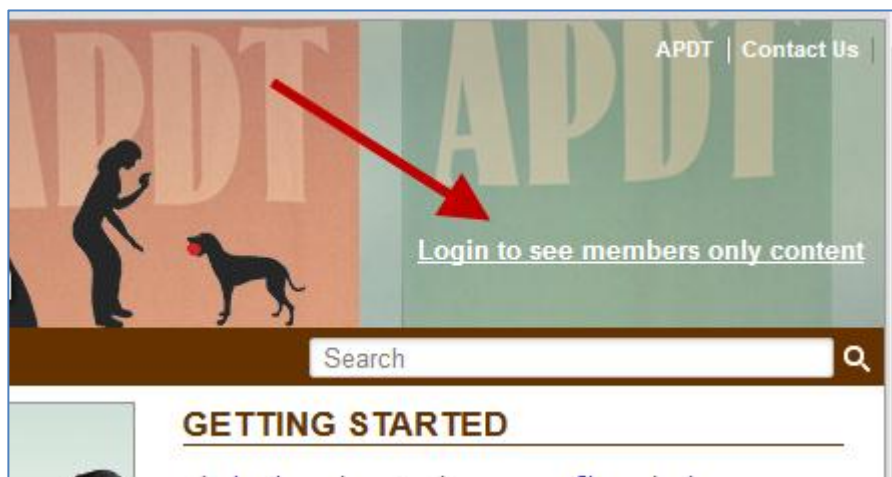 APDT | Contact Us
APDT APDT
Login to see members only content
Search
GETTING STARTED